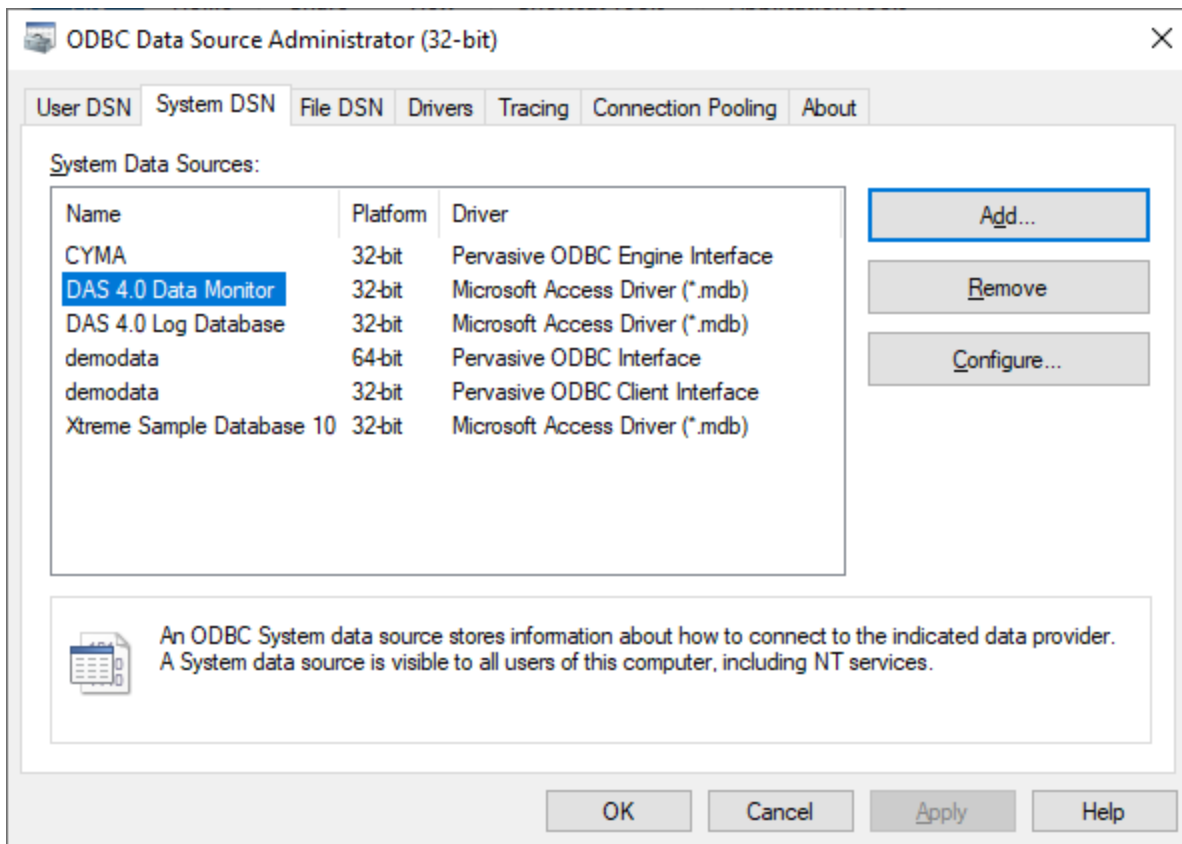 ODBC Data Source Administrator (32-bit)
User DSN System DSN File DSN Drivers Tracing Connection Pooling About
System Data Sources:
Name Platform Driver
CYMA 32-bit Pervasive ODBC Engine Interface
DAS 4.0 Data Monitor 32-bit Microsoft Access Driver (*.mdb)
DAS 4.0 Log Database 32-bit Microsoft Access Driver (*.mdb)
demodata 64-bit Pervasive ODBC Interface
demodata 32-bit Pervasive ODBC Client Interface
Xtreme Sample Database 10 32-bit Microsoft Access Driver (*.mdb)
Add...
Remove
Configure...
An ODBC System data source stores information about how to connect to the indicated data provider.
A System data source is visible to all users of this computer, including NT services.
OK Cancel Apply Help